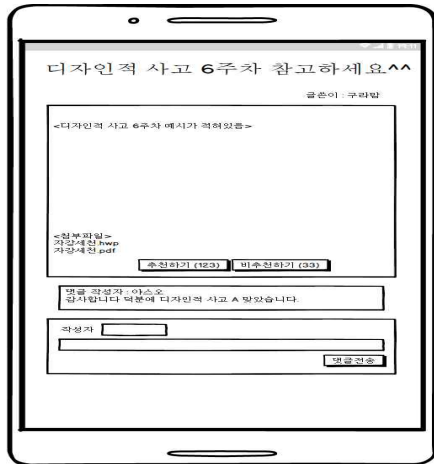 디자인적 사고 6주차 참고하세요^^
글쓴이 : 구라밥
<디자인적 사고 6주차 예시가 적혀있음>
<첨부파일>
자강세천.hwp
자강세천.pdf
추천하기 (123) 비추천하기 (33)
댓글 작성자 : 아스오
감사합니다 덕분에 디자인적 사고 A 맞았습니다.
작성자
댓글전송